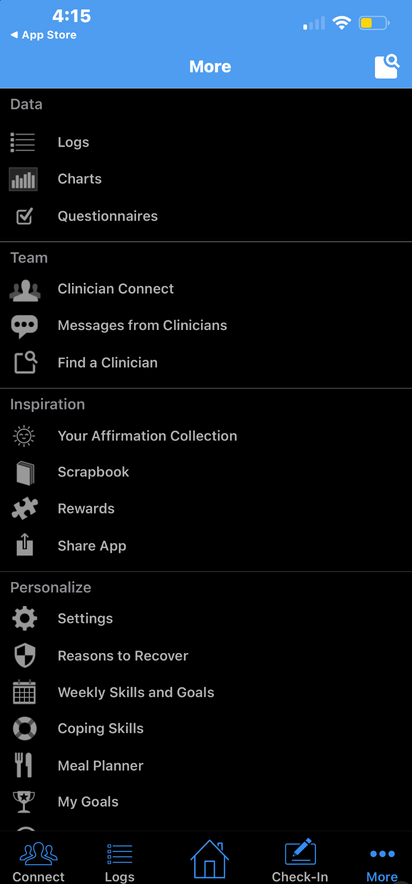 4:15
◀ App Store
More
Data
Logs
Charts
Questionnaires
Team
Clinician Connect
Messages from Clinicians
Find a Clinician
Inspiration
Your Affirmation Collection
Scrapbook
Rewards
Share App
Personalize
Settings
Reasons to Recover
Weekly Skills and Goals
Coping Skills
Meal Planner
My Goals
Connect
Logs
Check-In
More